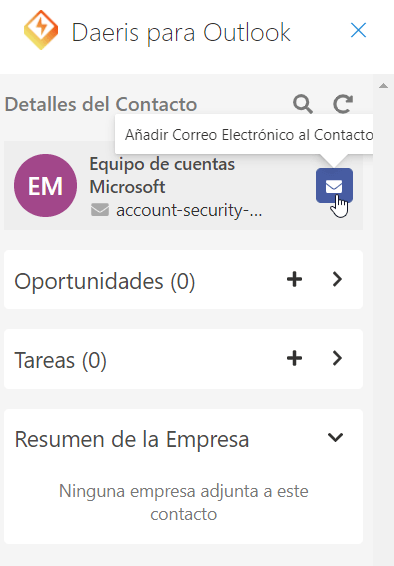 Daeris para Outlook
Detalles del Contacto
Añadir Correo Electrónico al Contacto
EM
Equipo de cuentas
Microsoft
account-security-...
Oportunidades (0)
Tareas (0)
Resumen de la Empresa
Ninguna empresa adjunta a este
contacto